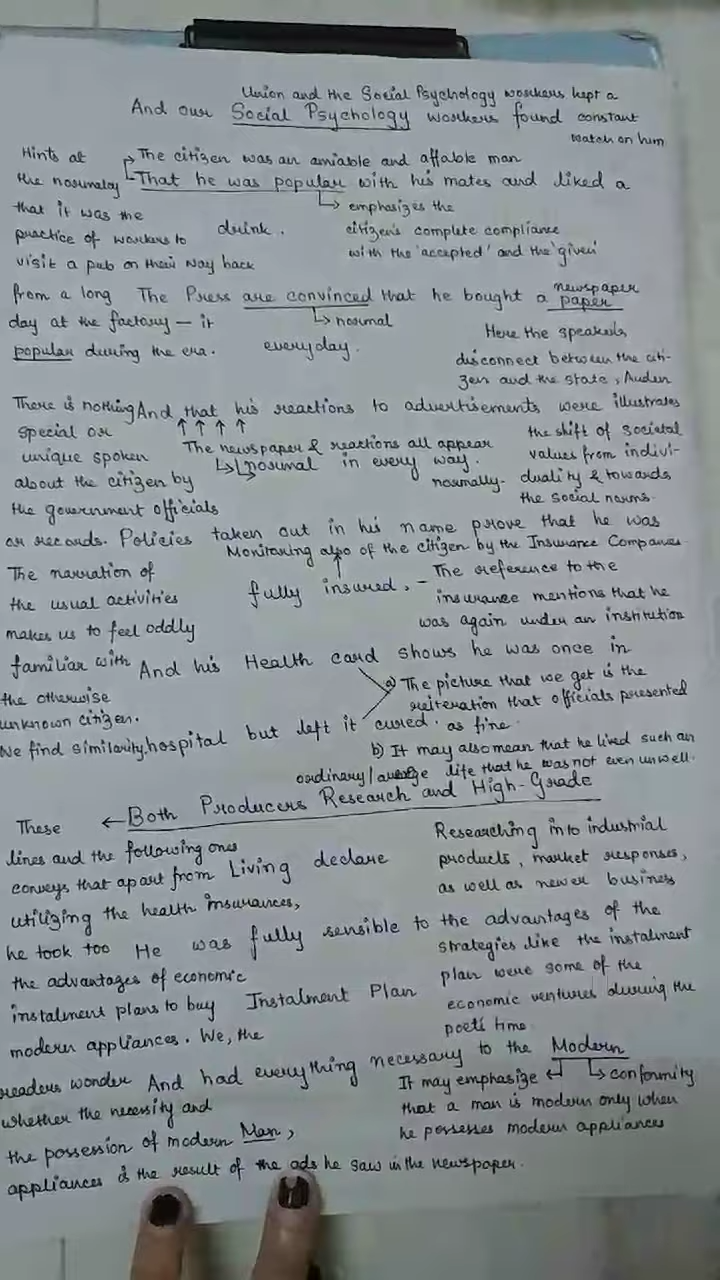 Union and the Social Psychology workers kept a
And our Social Psychology workers found constant
watch on him
Hints at → The citizen was an amiable and affable man
the normalcy That he was popular with his mates and liked a
that it was the → emphasizes the
practice of workers to drink. citizen's complete compliance
visit a pub on their way back with the 'accepted' and the 'given'
from a long The Press are convinced that he bought a newspaper paper
day at the factory – it → normal Here the speakers
popular during the era. everyday. disconnect between the citi-
zen and the state, Auden
There is nothing And that his reactions to advertisements were illustrates
special or ↑ ↑ ↑ ↑ the shift of societal
unique spoken The newspaper & reactions all appear values from indivi-
about the citizen by ↳ ↳ normal in every way. normally. duality & towards
the government officials the social norms.
or records. Policies taken out in his name prove that he was
Monitoring also of the citizen by the Insurance Companies
The narration of fully insured. – The reference to the
the usual activities insurance mentions that he
makes us to feel oddly was again under an institution
familiar with And his Health card shows he was once in
the otherwise a) The picture that we get is the
unknown citizen. reiteration that officials presented
We find similarity. hospital but left it cured. as fine.
b) It may also mean that he lived such an
ordinary/average life that he was not even unwell.
These ← Both Producers Research and High-Grade
lines and the following ones Researching into industrial
conveys that apart from Living declare products, market responses,
utilizing the health insurances, as well as newer business
he took too He was fully sensible to the advantages of the
the advantages of economic strategies like the instalment
instalment plans to buy Instalment Plan plan were some of the
modern appliances. We, the economic ventures during the
poet's time.
readers wonder And had everything necessary to the Modern
whether the necessity and It may emphasize ↵ ↳ conformity
the possession of modern Man, that a man is modern only when
he possesses modern appliances
appliances is the result of the ads he saw in the newspaper.